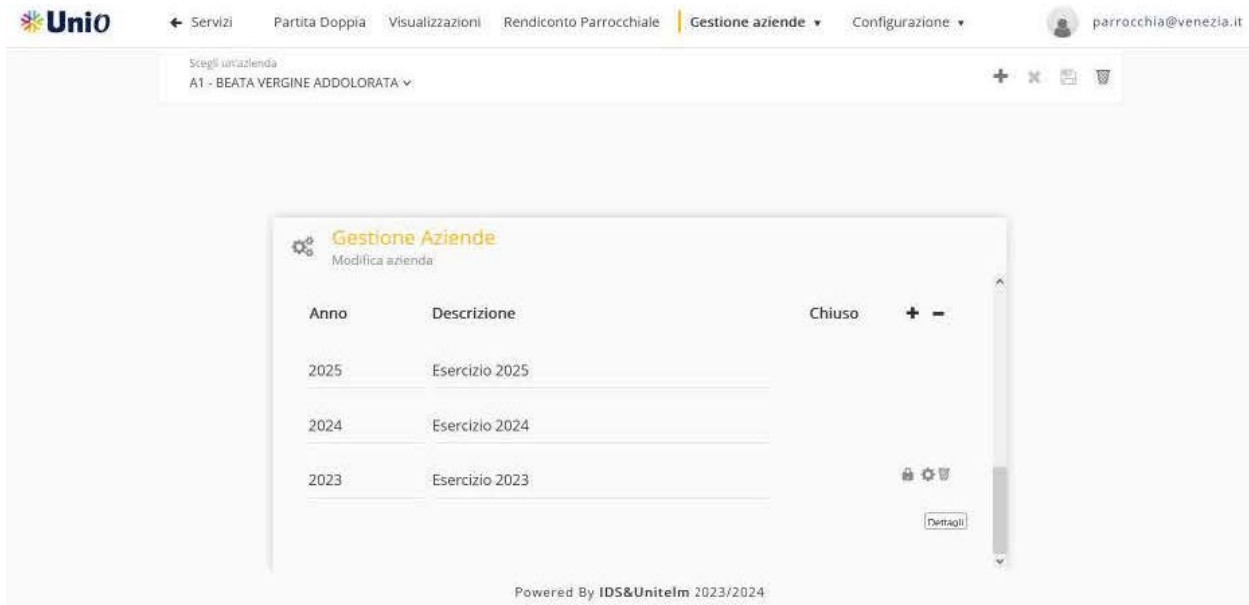 UniO
Servizi Partita Doppia Visualizzazioni Rendiconto Parrocchiale Gestione aziende Configurazione parrocchia@venezia.it
Scegli un'azienda
A1 - BEATA VERGINE ADDOLORATA
Gestione Aziende
Modifica azienda
Anno Descrizione Chiuso
2025 Esercizio 2025
2024 Esercizio 2024
2023 Esercizio 2023
Dettagli
Powered By IDS&Unitelm 2023/2024